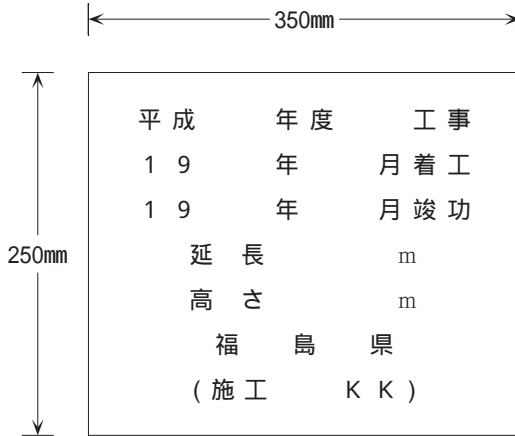 350mm
平成　年度　工事
19　年　月着工
19　年　月竣功
250mm
延長　m
高さ　m
福島県
(施工　KK)